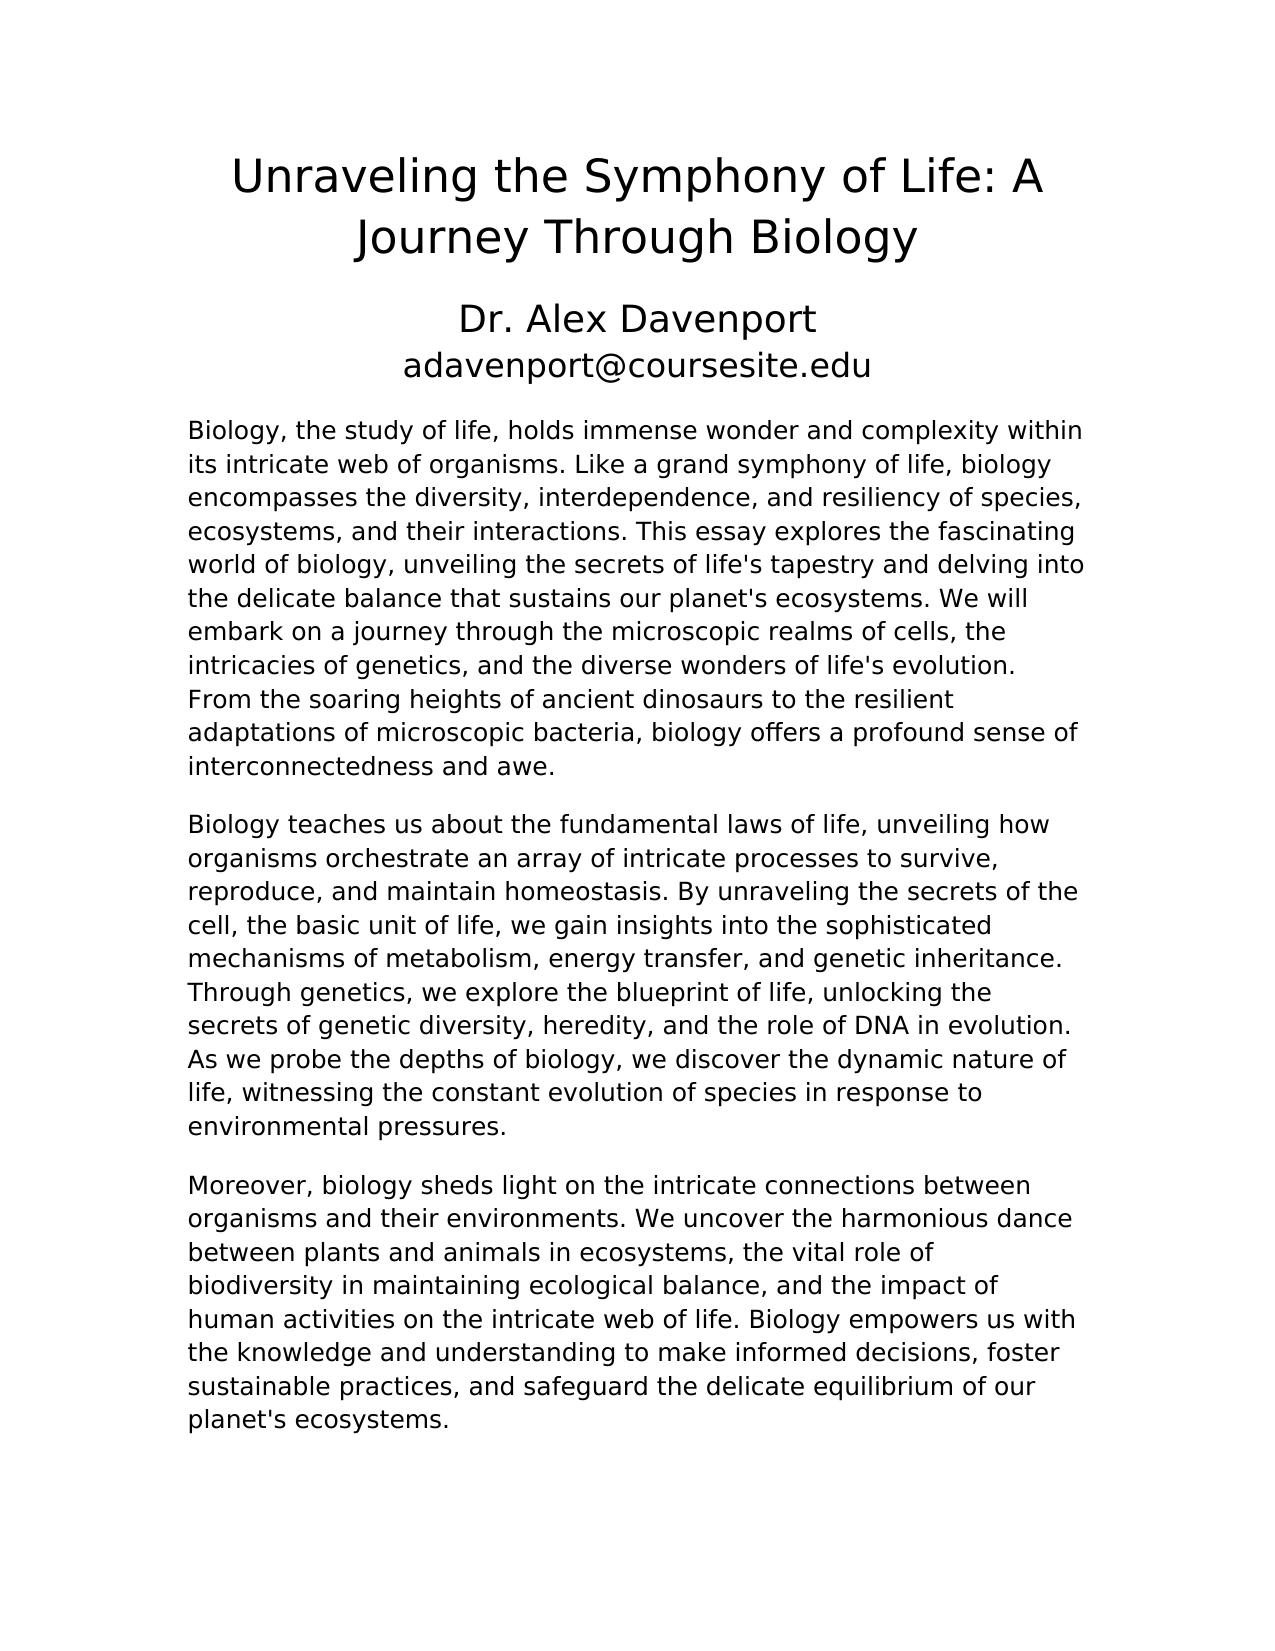 Unraveling the Symphony of Life: A
Journey Through Biology
Dr. Alex Davenport
adavenport@coursesite.edu
Biology, the study of life, holds immense wonder and complexity within
its intricate web of organisms. Like a grand symphony of life, biology
encompasses the diversity, interdependence, and resiliency of species,
ecosystems, and their interactions. This essay explores the fascinating
world of biology, unveiling the secrets of life's tapestry and delving into
the delicate balance that sustains our planet's ecosystems. We will
embark on a journey through the microscopic realms of cells, the
intricacies of genetics, and the diverse wonders of life's evolution.
From the soaring heights of ancient dinosaurs to the resilient
adaptations of microscopic bacteria, biology offers a profound sense of
interconnectedness and awe.
Biology teaches us about the fundamental laws of life, unveiling how
organisms orchestrate an array of intricate processes to survive,
reproduce, and maintain homeostasis. By unraveling the secrets of the
cell, the basic unit of life, we gain insights into the sophisticated
mechanisms of metabolism, energy transfer, and genetic inheritance.
Through genetics, we explore the blueprint of life, unlocking the
secrets of genetic diversity, heredity, and the role of DNA in evolution.
As we probe the depths of biology, we discover the dynamic nature of
life, witnessing the constant evolution of species in response to
environmental pressures.
Moreover, biology sheds light on the intricate connections between
organisms and their environments. We uncover the harmonious dance
between plants and animals in ecosystems, the vital role of
biodiversity in maintaining ecological balance, and the impact of
human activities on the intricate web of life. Biology empowers us with
the knowledge and understanding to make informed decisions, foster
sustainable practices, and safeguard the delicate equilibrium of our
planet's ecosystems.